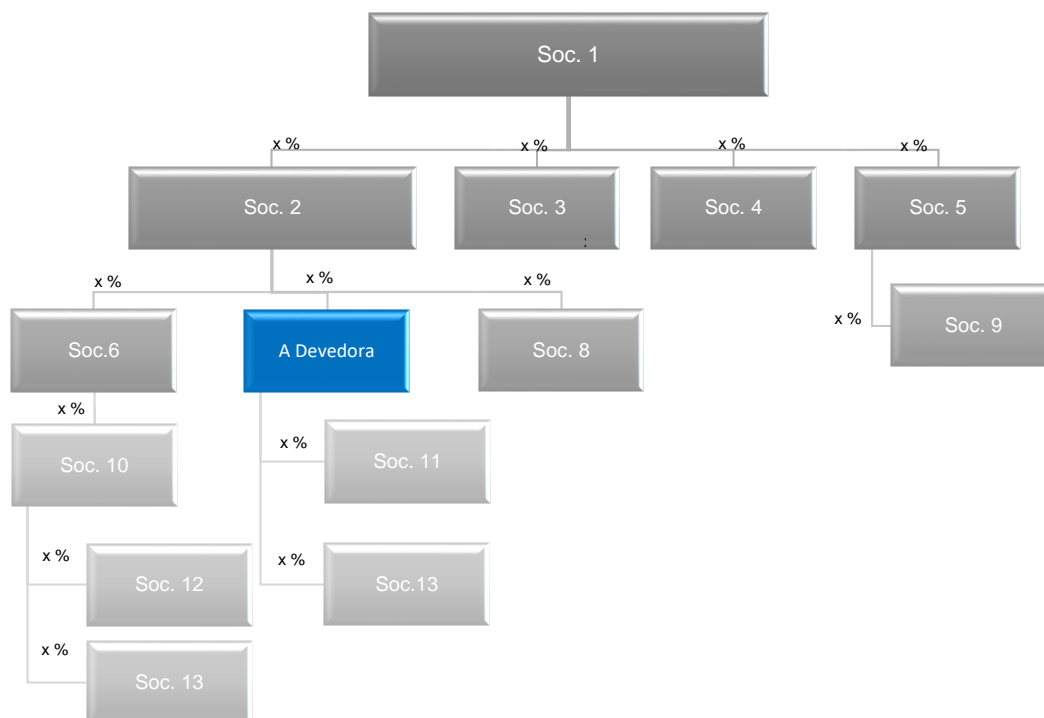 Soc. 1
x %
x %
x %
x %
Soc. 2
Soc. 3
Soc. 4
Soc. 5
x %
x %
x %
Soc.6
A Devedora
Soc. 8
x %
Soc. 9
x %
Soc. 10
x %
Soc. 11
x %
Soc. 12
x %
Soc.13
x %
Soc. 13